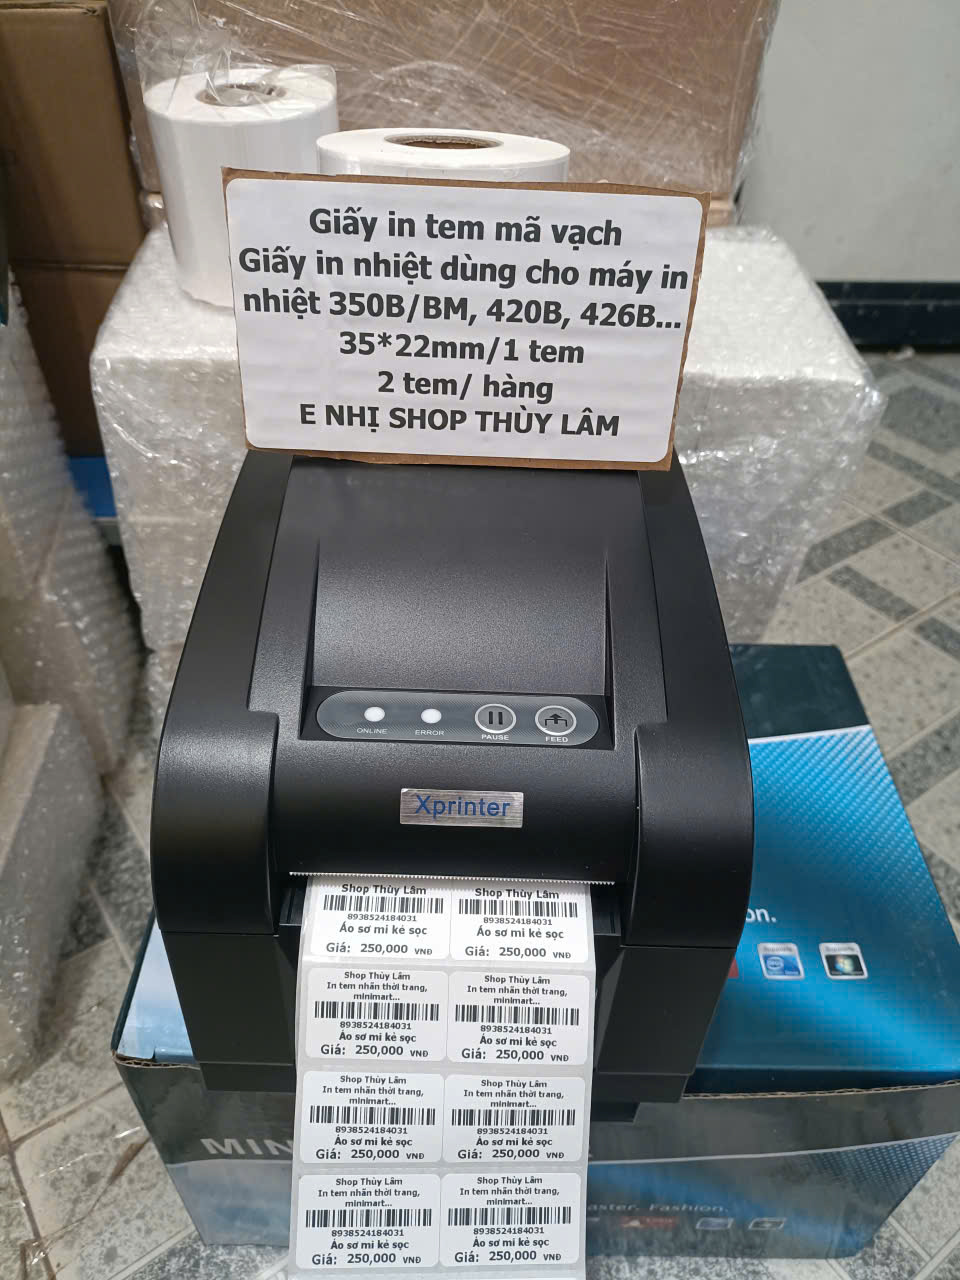 Giấy in tem mã vạch
Giấy in nhiệt dùng cho máy in
nhiệt 350B/BM, 420B, 426B...
35*22mm/1 tem
2 tem/ hàng
E NHỊ SHOP THÙY LÂM
ONLINE ERROR PAUSE FEED
Xprinter
Shop Thùy Lâm
8938524184031
Áo sơ mi kẻ sọc
Giá: 250,000 VNĐ
Shop Thùy Lâm
8938524184031
Áo sơ mi kẻ sọc
Giá: 250,000 VNĐ
Shop Thùy Lâm
In tem nhãn thời trang,
minimart...
8938524184031
Áo sơ mi kẻ sọc
Giá: 250,000 VNĐ
Shop Thùy Lâm
In tem nhãn thời trang,
minimart...
8938524184031
Áo sơ mi kẻ sọc
Giá: 250,000 VNĐ
Shop Thùy Lâm
In tem nhãn thời trang,
minimart...
8938524184031
Áo sơ mi kẻ sọc
Giá: 250,000 VNĐ
Shop Thùy Lâm
In tem nhãn thời trang,
minimart...
8938524184031
Áo sơ mi kẻ sọc
Giá: 250,000 VNĐ
Shop Thùy Lâm
In tem nhãn thời trang,
minimart...
8938524184031
Áo sơ mi kẻ sọc
Giá: 250,000 VNĐ
Shop Thùy Lâm
In tem nhãn thời trang,
minimart...
8938524184031
Áo sơ mi kẻ sọc
Giá: 250,000 VNĐ
on.
MIN
aster. Fashion.